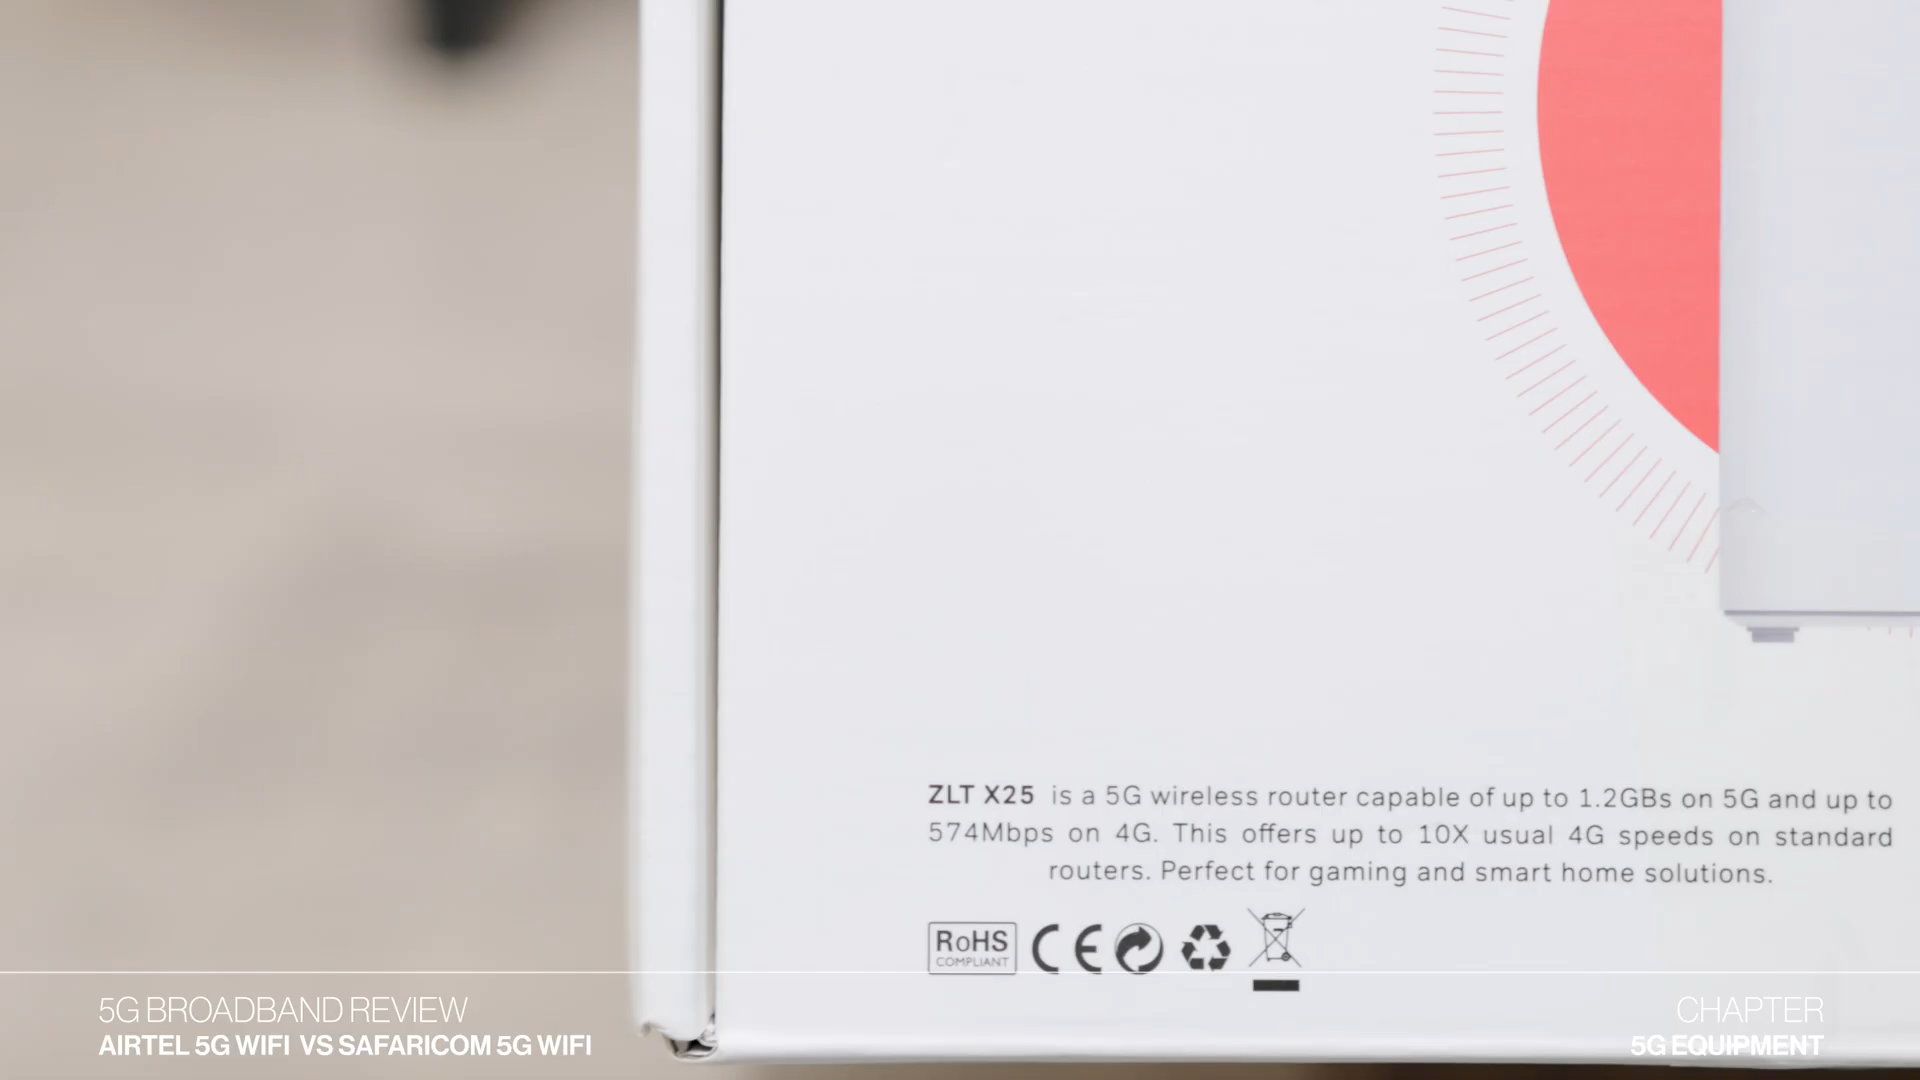 ZLT X25 is a 5G wireless router capable of up to 1.2GBs on 5G and up to
574Mbps on 4G. This offers up to 10X usual 4G speeds on standard
routers. Perfect for gaming and smart home solutions.
RoHS
COMPLIANT
CE
5G BROADBAND REVIEW
AIRTEL 5G WIFI VS SAFARICOM 5G WIFI
CHAPTER
5G EQUIPMENT